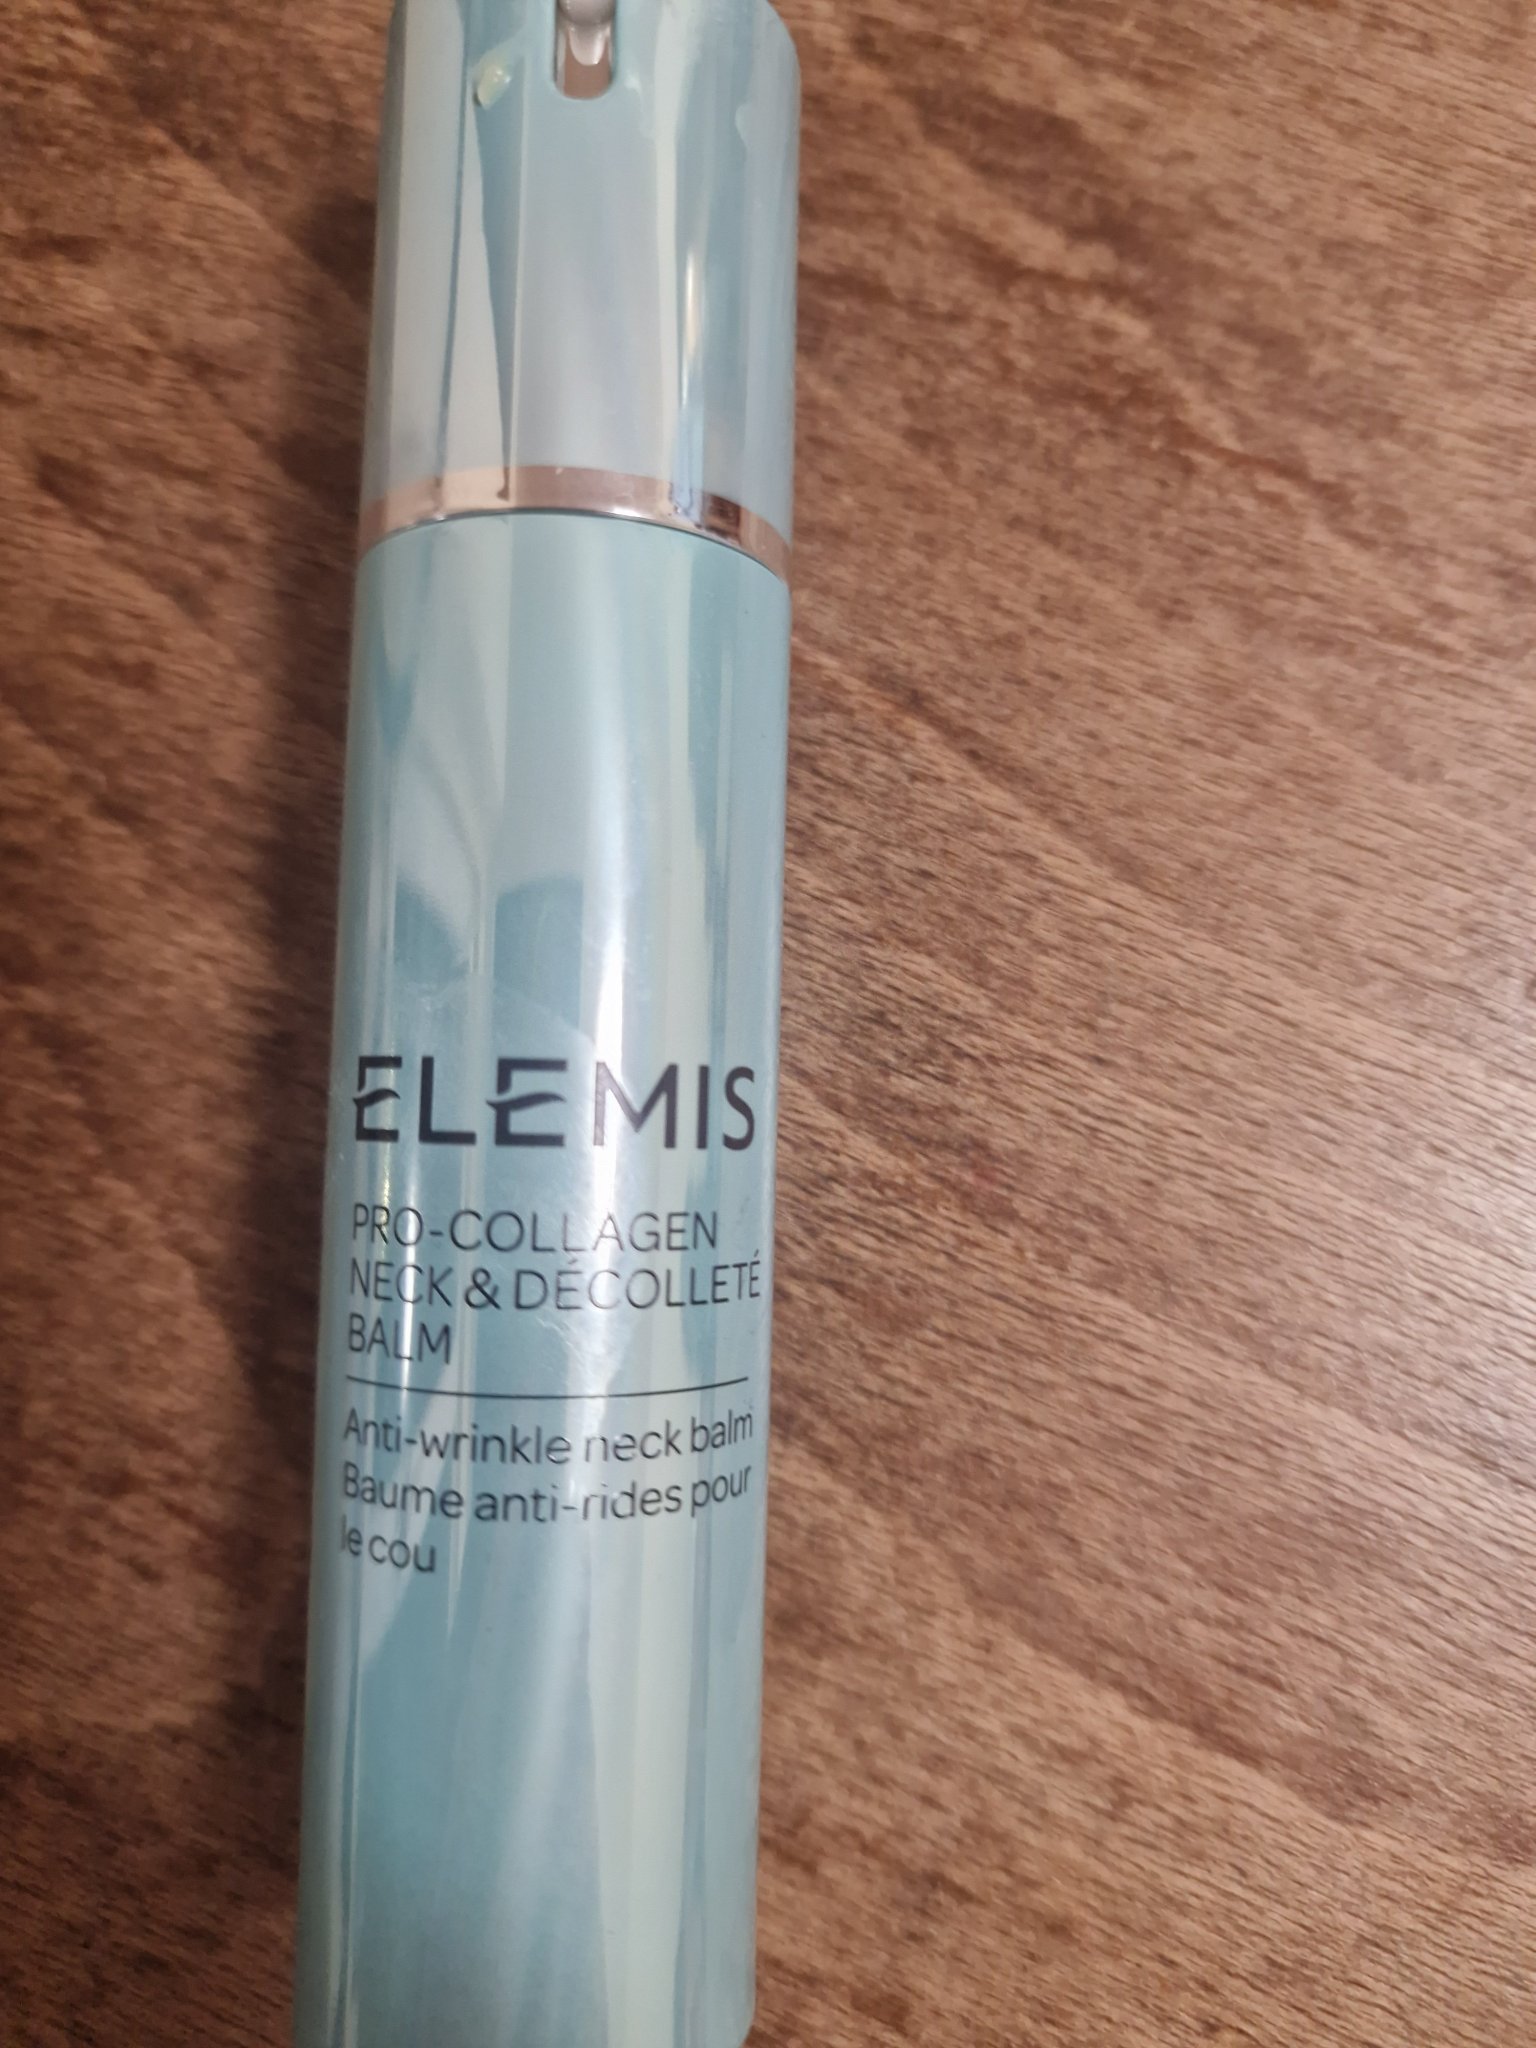 ELEMIS
PRO-COLLAGEN
NECK & DÉCOLLETÉ
BALM
Anti-wrinkle neck balm
Baume anti-rides pour
le cou